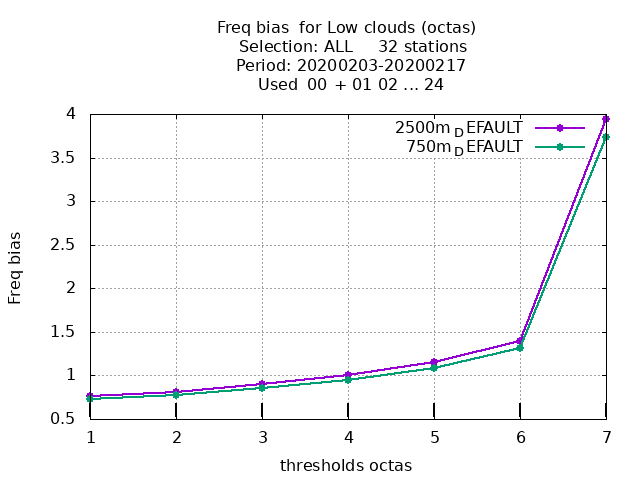 Freq bias  for Low clouds (octas)
Selection: ALL     32 stations
Period: 20200203-20200217
Used  00 + 01 02 ... 24
4
3.5
3
2.5
2
1.5
1
0.5
Freq bias
2500m_DEFAULT
750m_DEFAULT
1 2 3 4 5 6 7
thresholds octas